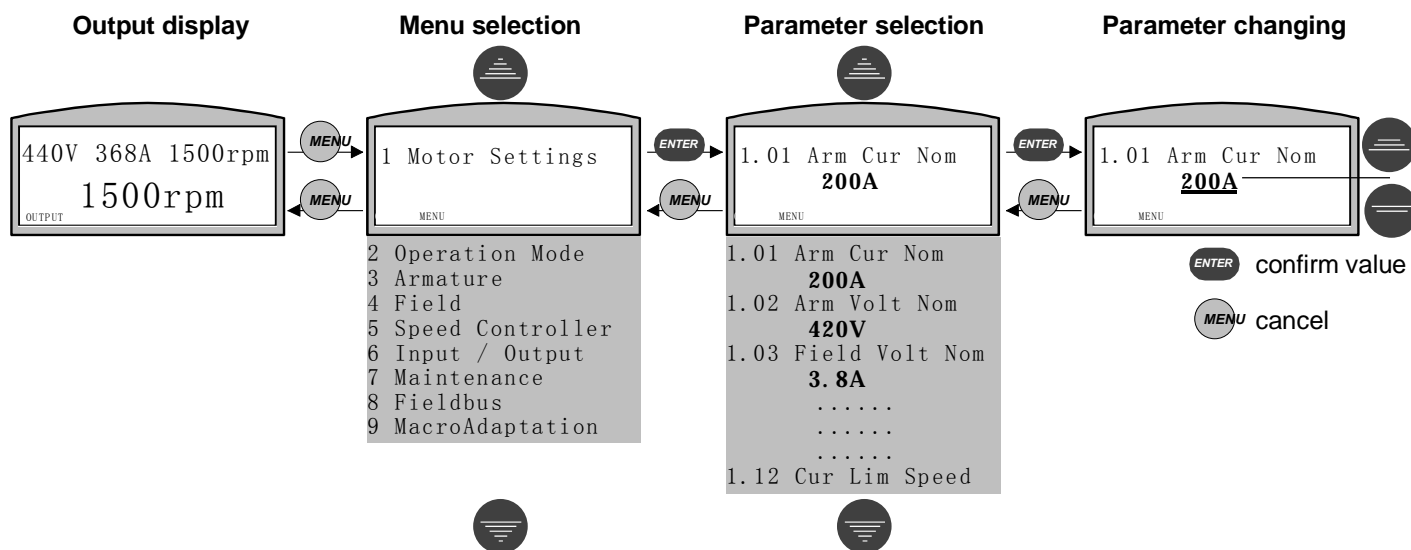 Output display
Menu selection
Parameter selection
Parameter changing
440V 368A 1500rpm
1500rpm
OUTPUT
MENU
MENU
1 Motor Settings
MENU
2 Operation Mode
3 Armature
4 Field
5 Speed Controller
6 Input / Output
7 Maintenance
8 Fieldbus
9 MacroAdaptation
ENTER
MENU
1.01 Arm Cur Nom
200A
MENU
1.01 Arm Cur Nom
200A
1.02 Arm Volt Nom
420V
1.03 Field Volt Nom
3.8A
......
......
......
1.12 Cur Lim Speed
ENTER
MENU
1.01 Arm Cur Nom
200A
MENU
ENTER confirm value
MENU cancel